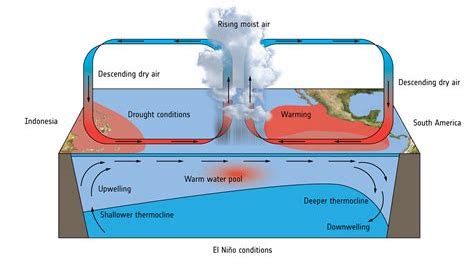 Rising moist air
Descending dry air
Descending dry air
Indonesia
Drought conditions
Warming
South America
Upwelling
Warm water pool
Shallower thermocline
Deeper thermocline
Downwelling
El Niño conditions